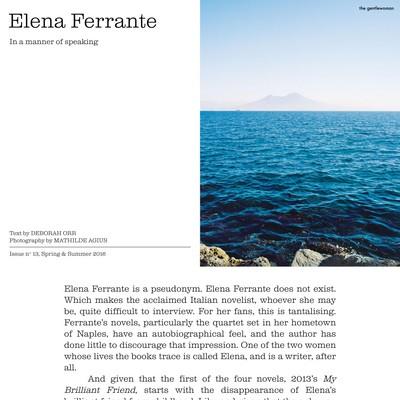 Elena Ferrante
In a manner of speaking
the gentlewoman
Text by DEBORAH ORR
Photography by MATHILDE AGIUS
Issue nº 13, Spring & Summer 2016
Elena Ferrante is a pseudonym. Elena Ferrante does not exist.
Which makes the acclaimed Italian novelist, whoever she may
be, quite difficult to interview. For her fans, this is tantalising.
Ferrante's novels, particularly the quartet set in her hometown
of Naples, have an autobiographical feel, and the author has
done little to discourage that impression. One of the two women
whose lives the books trace is called Elena, and is a writer, after
all.
And given that the first of the four novels, 2013's My
Brilliant Friend, starts with the disappearance of Elena's